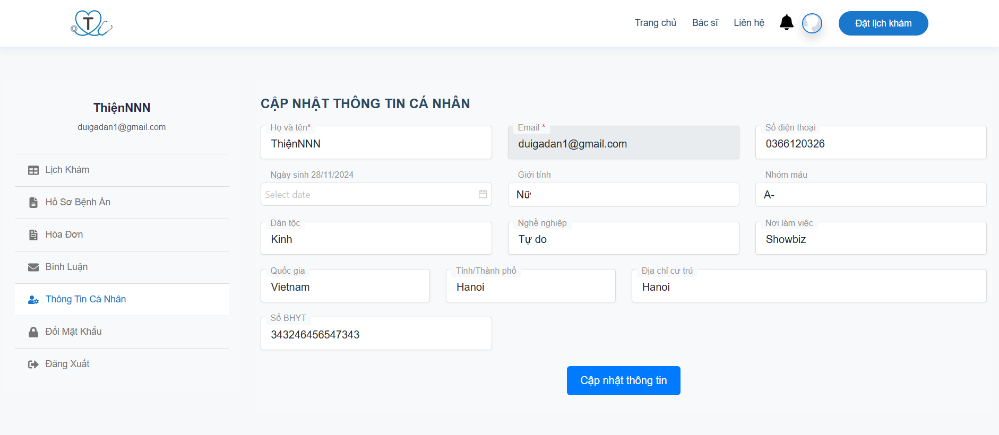 T
Trang chủ
Bác sĩ
Liên hệ
Đặt lịch khám
ThiệnNNN
duigadan1@gmail.com
Lịch Khám
Hồ Sơ Bệnh Án
Hóa Đơn
Bình Luận
Thông Tin Cá Nhân
Đổi Mật Khẩu
Đăng Xuất
CẬP NHẬT THÔNG TIN CÁ NHÂN
Họ và tên*
ThiệnNNN
Email *
duigadan1@gmail.com
Số điện thoại
0366120326
Ngày sinh 28/11/2024
Select date
Giới tính
Nữ
Nhóm máu
A-
Dân tộc
Kinh
Nghề nghiệp
Tự do
Nơi làm việc
Showbiz
Quốc gia
Vietnam
Tỉnh/Thành phố
Hanoi
Địa chỉ cư trú
Hanoi
Số BHYT
343246456547343
Cập nhật thông tin